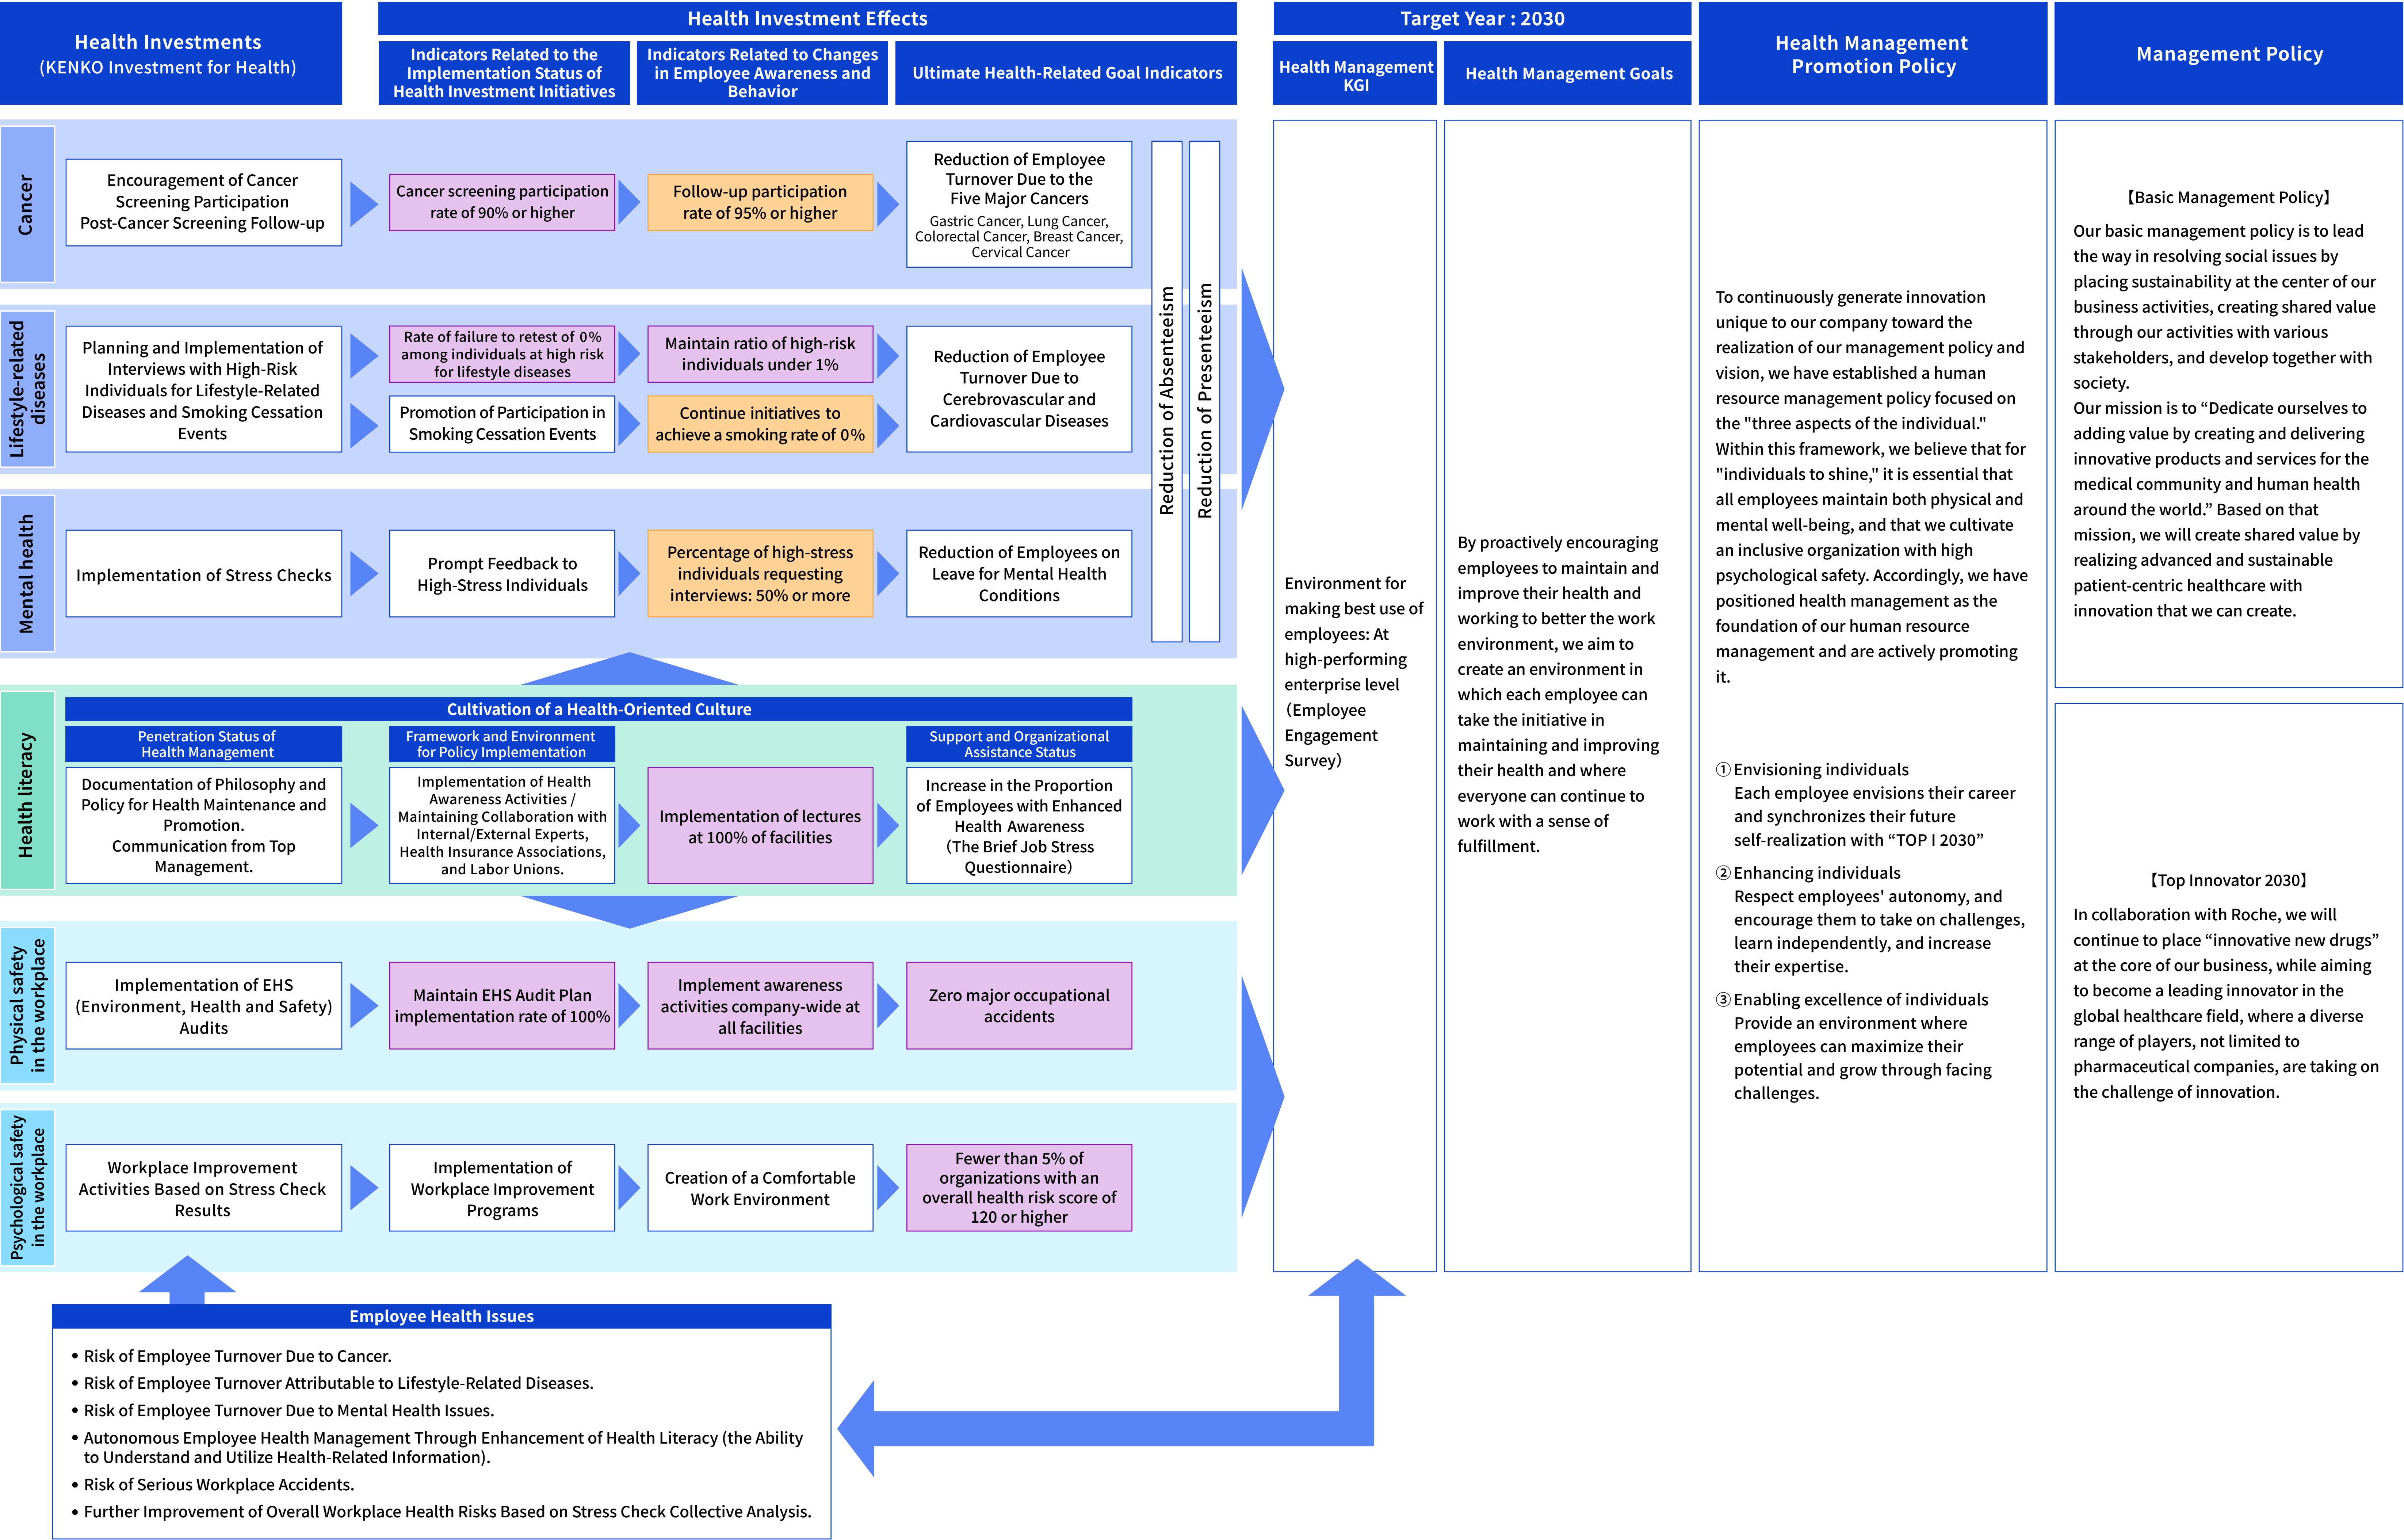 Health Investments
(KENKO Investment for Health)
Health Investment Effects
Indicators Related to the
Implementation Status of
Health Investment Initiatives
Indicators Related to Changes
in Employee Awareness and
Behavior
Ultimate Health-Related Goal Indicators
Target Year : 2030
Health Management
KGI
Health Management Goals
Health Management
Promotion Policy
Management Policy
Cancer
Encouragement of Cancer
Screening Participation
Post-Cancer Screening Follow-up
Cancer screening participation
rate of 90% or higher
Follow-up participation
rate of 95% or higher
Reduction of Employee
Turnover Due to the
Five Major Cancers
Gastric Cancer, Lung Cancer,
Colorectal Cancer, Breast Cancer,
Cervical Cancer
Lifestyle-related
diseases
Planning and Implementation of
Interviews with High-Risk
Individuals for Lifestyle-Related
Diseases and Smoking Cessation
Events
Rate of failure to retest of 0%
among individuals at high risk
for lifestyle diseases
Maintain ratio of high-risk
individuals under 1%
Promotion of Participation in
Smoking Cessation Events
Continue initiatives to
achieve a smoking rate of 0%
Reduction of Employee
Turnover Due to
Cerebrovascular and
Cardiovascular Diseases
Mental health
Implementation of Stress Checks
Prompt Feedback to
High-Stress Individuals
Percentage of high-stress
individuals requesting
interviews: 50% or more
Reduction of Employees on
Leave for Mental Health
Conditions
Reduction of Absenteeism
Reduction of Presenteeism
Health literacy
Cultivation of a Health-Oriented Culture
Penetration Status of
Health Management
Documentation of Philosophy and
Policy for Health Maintenance and
Promotion.
Communication from Top
Management.
Framework and Environment
for Policy Implementation
Implementation of Health
Awareness Activities /
Maintaining Collaboration with
Internal/External Experts,
Health Insurance Associations,
and Labor Unions.
Implementation of lectures
at 100% of facilities
Support and Organizational
Assistance Status
Increase in the Proportion
of Employees with Enhanced
Health Awareness
（The Brief Job Stress
Questionnaire）
Physical safety
in the workplace
Implementation of EHS
(Environment, Health and Safety)
Audits
Maintain EHS Audit Plan
implementation rate of 100%
Implement awareness
activities company-wide at
all facilities
Zero major occupational
accidents
Psychological safety
in the workplace
Workplace Improvement
Activities Based on Stress Check
Results
Implementation of
Workplace Improvement
Programs
Creation of a Comfortable
Work Environment
Fewer than 5% of
organizations with an
overall health risk score of
120 or higher
Environment for
making best use of
employees: At
high-performing
enterprise level
（Employee
Engagement
Survey）
By proactively encouraging
employees to maintain and
improve their health and
working to better the work
environment, we aim to
create an environment in
which each employee can
take the initiative in
maintaining and improving
their health and where
everyone can continue to
work with a sense of
fulfillment.
To continuously generate innovation
unique to our company toward the
realization of our management policy and
vision, we have established a human
resource management policy focused on
the "three aspects of the individual."
Within this framework, we believe that for
"individuals to shine," it is essential that
all employees maintain both physical and
mental well-being, and that we cultivate
an inclusive organization with high
psychological safety. Accordingly, we have
positioned health management as the
foundation of our human resource
management and are actively promoting
it.
① Envisioning individuals
Each employee envisions their career
and synchronizes their future
self-realization with “TOP I 2030”
② Enhancing individuals
Respect employees' autonomy, and
encourage them to take on challenges,
learn independently, and increase
their expertise.
③ Enabling excellence of individuals
Provide an environment where
employees can maximize their
potential and grow through facing
challenges.
【Basic Management Policy】
Our basic management policy is to lead
the way in resolving social issues by
placing sustainability at the center of our
business activities, creating shared value
through our activities with various
stakeholders, and develop together with
society.
Our mission is to “Dedicate ourselves to
adding value by creating and delivering
innovative products and services for the
medical community and human health
around the world.” Based on that
mission, we will create shared value by
realizing advanced and sustainable
patient-centric healthcare with
innovation that we can create.
【Top Innovator 2030】
In collaboration with Roche, we will
continue to place “innovative new drugs”
at the core of our business, while aiming
to become a leading innovator in the
global healthcare field, where a diverse
range of players, not limited to
pharmaceutical companies, are taking on
the challenge of innovation.
Employee Health Issues
• Risk of Employee Turnover Due to Cancer.
• Risk of Employee Turnover Attributable to Lifestyle-Related Diseases.
• Risk of Employee Turnover Due to Mental Health Issues.
• Autonomous Employee Health Management Through Enhancement of Health Literacy (the Ability
to Understand and Utilize Health-Related Information).
• Risk of Serious Workplace Accidents.
• Further Improvement of Overall Workplace Health Risks Based on Stress Check Collective Analysis.